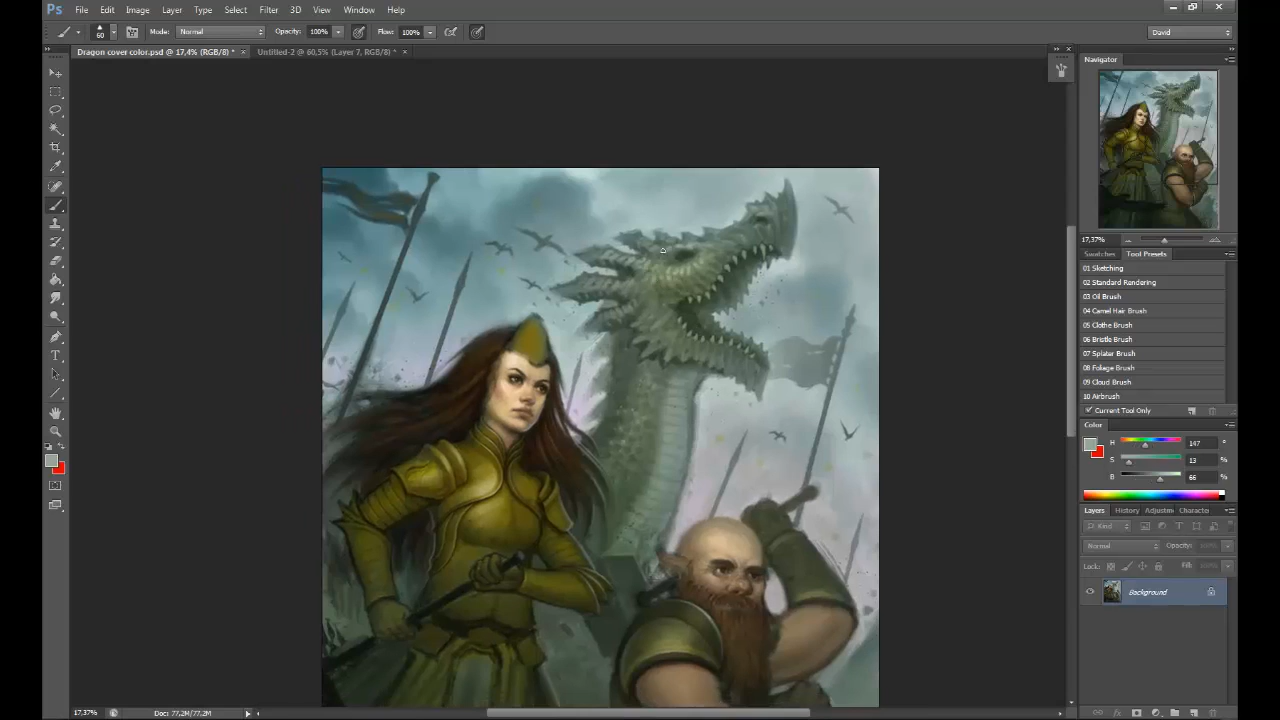 Ps File Edit Image Layer Type Select Filter 3D View Window Help
60 Mode: Normal Opacity: 100% Flow: 100% David
Dragon cover color.psd @ 17,4% (RGB/8) * × Untitled-2 @ 60,5% (Layer 7, RGB/8) * ×
Navigator
17,37%
Swatches Tool Presets
01 Sketching
02 Standard Rendering
03 Oil Brush
04 Camel Hair Brush
05 Clothe Brush
06 Bristle Brush
07 Splater Brush
08 Foliage Brush
09 Cloud Brush
10 Airbrush
Current Tool Only
Color
H 147 °
S 13 %
B 66 %
Layers History Adjustm Characte
Kind
Normal Opacity: 100%
Lock: Fill: 100%
Background
17,37% Doc: 77,2M/77,2M